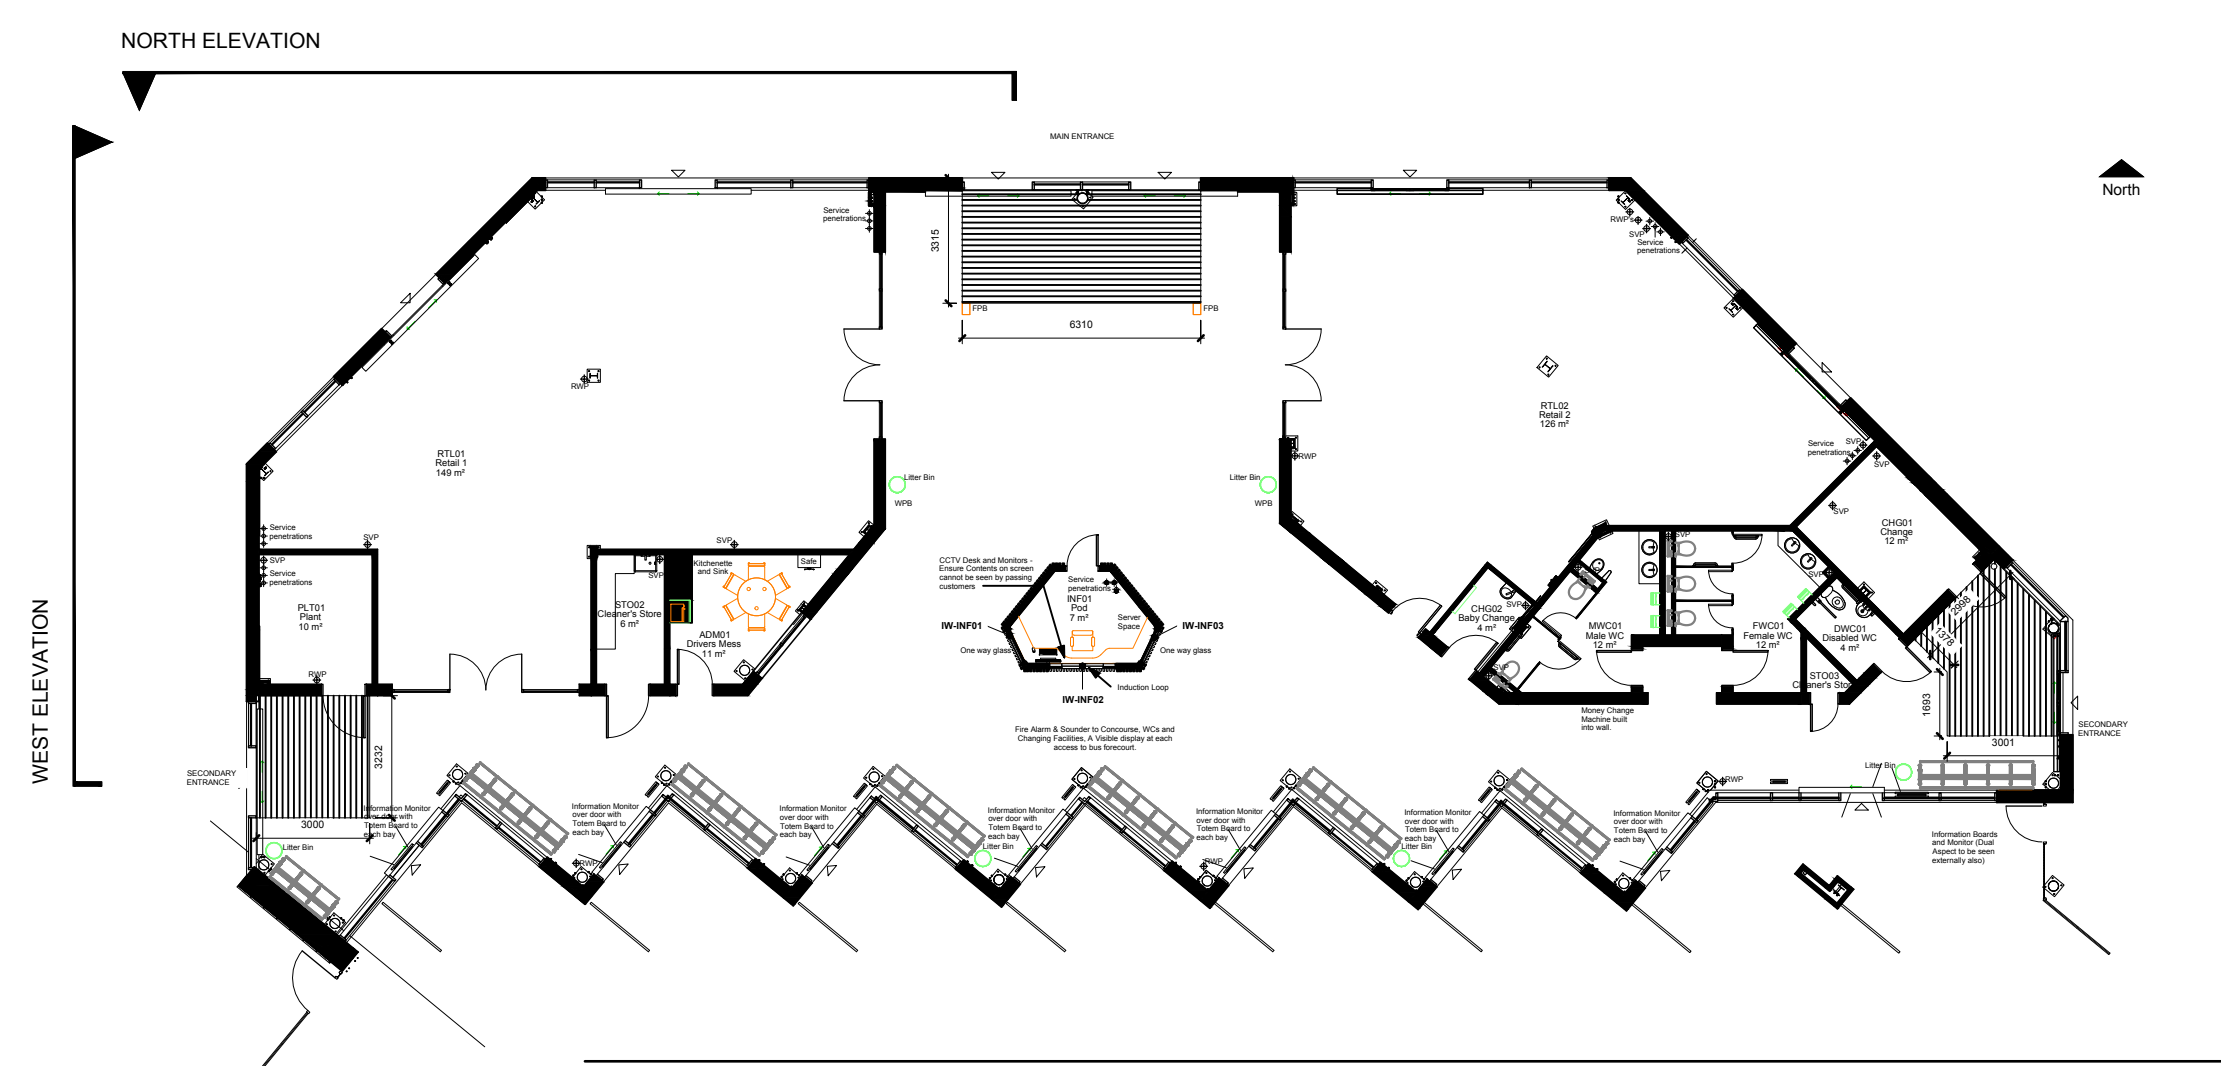 NORTH ELEVATION
MAIN ENTRANCE
North
WEST ELEVATION
Service
penetrations
3315
FPB
FPB
6310
RWP's
SVP
Service
penetrations
RWP
RTL01
Retail 1
149 m²
RTL02
Retail 2
126 m²
Service
penetrations
SVP
SVP
RWP
Litter Bin
WPB
Litter Bin
WPB
SVP
CHG01
Change
12 m²
Service
penetrations
SVP
SVP
Service
penetrations
PLT01
Plant
10 m²
RWP
SVP
SVP
STO02
Cleaner's Store
6 m²
Kitchenette
and Sink
Safe
ADM01
Drivers Mess
11 m²
CCTV Desk and Monitors -
Ensure Contents on screen
cannot be seen by passing
customers
Service
penetrations
INF01
Pod
7 m²
Server
Space
IW-INF01
One way glass
IW-INF03
One way glass
Induction Loop
IW-INF02
Fire Alarm & Sounder to Concourse, WCs and
Changing Facilities, A Visible display at each
access to bus forecourt.
SVP
CHG02
Baby Change
4 m²
SVP
MWC01
Male WC
12 m²
SVP
FWC01
Female WC
12 m²
SVP
DWC01
Disabled WC
4 m²
STO03
Cleaner's Store
Money Change
Machine built
into wall.
2998
1378
1693
3001
SECONDARY
ENTRANCE
SECONDARY
ENTRANCE
3232
3000
Litter Bin
Information Monitor
over door with
Totem Board to
each bay
Information Monitor
over door with
Totem Board to
each bay
RWP
Information Monitor
over door with
Totem Board to
each bay
Information Monitor
over door with
Totem Board to
each bay
Litter Bin
Information Monitor
over door with
Totem Board to
each bay
RWP
Information Monitor
over door with
Totem Board to
each bay
Litter Bin
Information Monitor
over door with
Totem Board to
each bay
RWP
Litter Bin
Information Boards
and Monitor (Dual
Aspect to be seen
externally also)